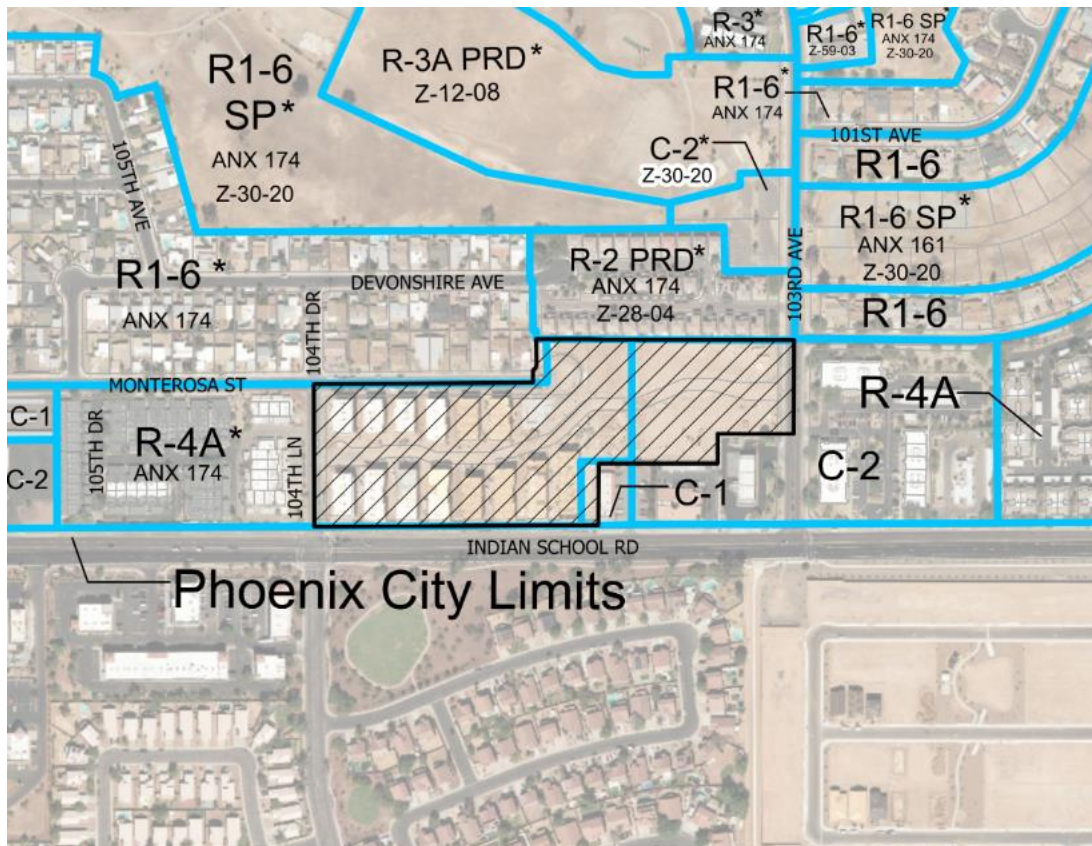 R1-6
SP*
ANX 174
Z-30-20
R-3A PRD*
Z-12-08
R-3*
ANX 174
R1-6*
Z-59-03
R1-6 SP*
ANX 174
Z-30-20
R1-6*
ANX 174
101ST AVE
C-2*
Z-30-20
R1-6
105TH AVE
R1-6 SP*
ANX 161
Z-30-20
103RD AVE
R1-6 *
ANX 174
DEVONSHIRE AVE
104TH DR
R-2 PRD*
ANX 174
Z-28-04
R1-6
MONTEROSA ST
C-1
C-2
105TH DR
R-4A*
ANX 174
104TH LN
C-1
C-2
R-4A
INDIAN SCHOOL RD
Phoenix City Limits